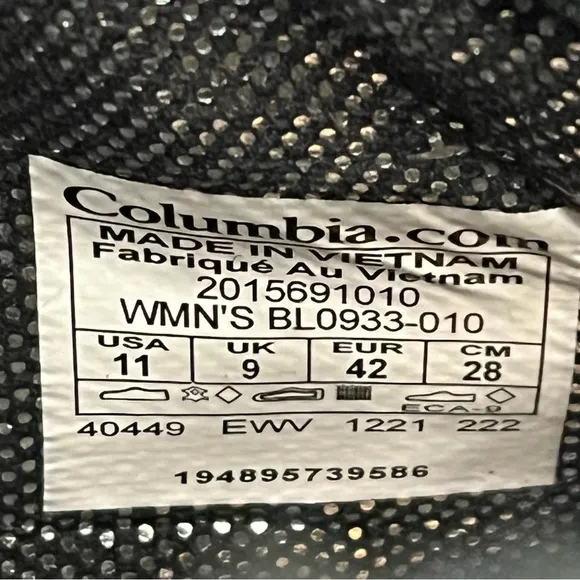 Columbia.com
MADE IN VIETNAM
Fabriqué Au Vietnam
2015691010
WMN'S BL0933-010
USA UK EUR CM
11 9 42 28
ECA-9
40449 EWV 1221 222
194895739586